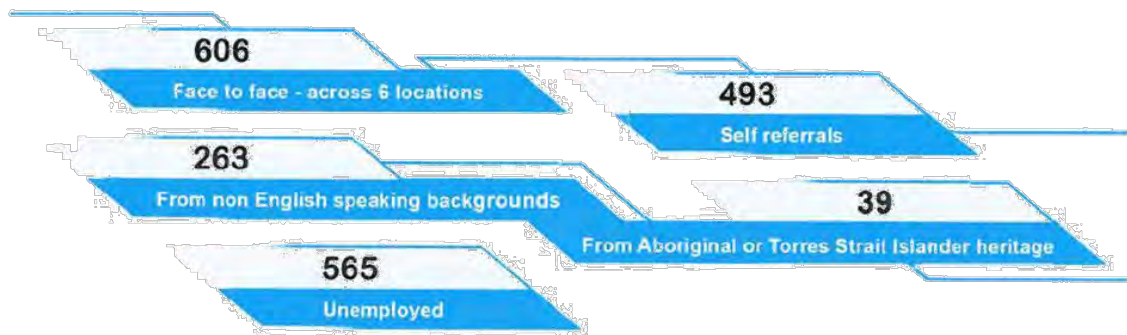 606
Face to face - across 6 locations
493
Self referrals
263
From non English speaking backgrounds
39
From Aboriginal or Torres Strait Islander heritage
565
Unemployed